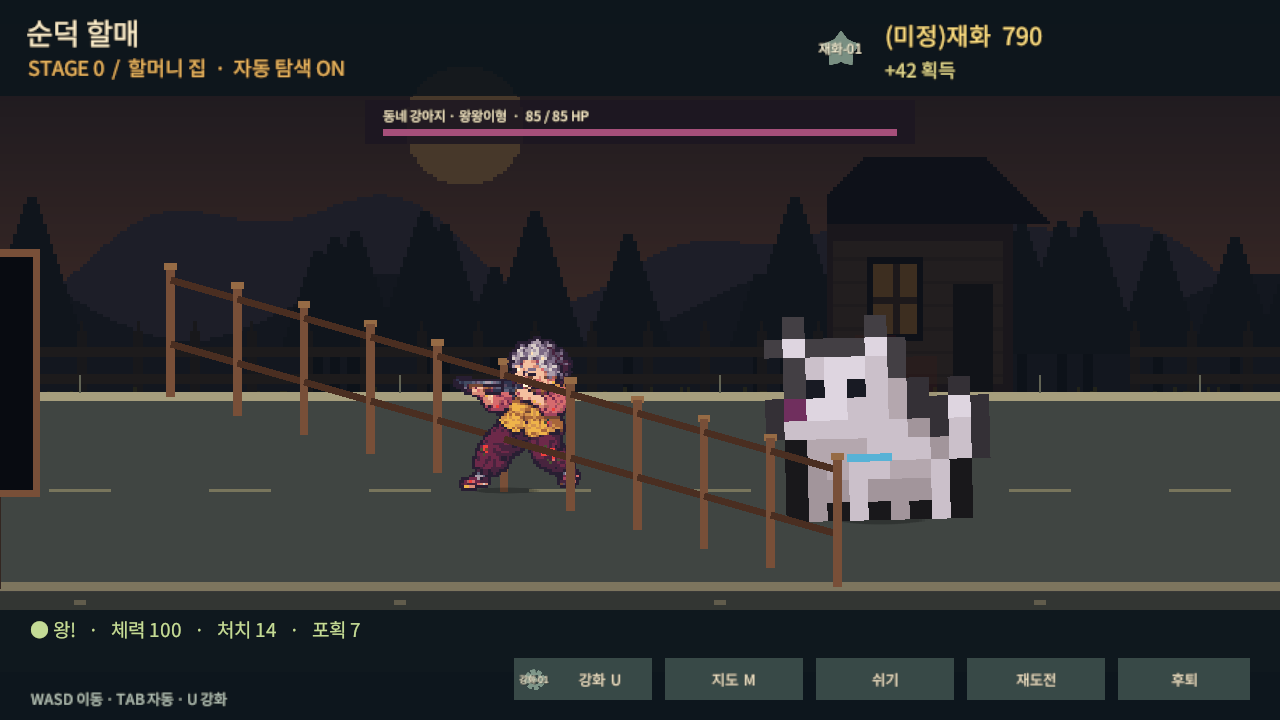 순덕 할매
STAGE 0 / 할머니 집 · 자동 탐색 ON
재화-01
(미정)재화 790
+42 획득
동네 강아지 · 왕왕이형 · 85 / 85 HP
왕! · 체력 100 · 처치 14 · 포획 7
WASD 이동 · TAB 자동 · U 강화
강화-01
강화 U
지도 M
쉬기
재도전
후퇴